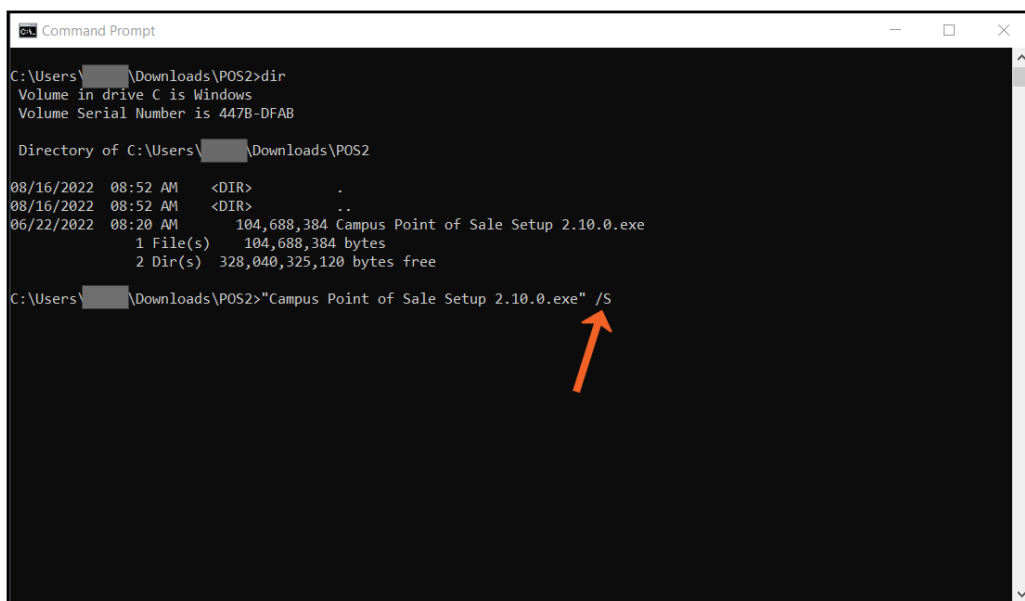 Command Prompt
C:\Users\ \Downloads\POS2>dir
Volume in drive C is Windows
Volume Serial Number is 447B-DFAB
Directory of C:\Users\ \Downloads\POS2
08/16/2022 08:52 AM <DIR> .
08/16/2022 08:52 AM <DIR> ..
06/22/2022 08:20 AM 104,688,384 Campus Point of Sale Setup 2.10.0.exe
1 File(s) 104,688,384 bytes
2 Dir(s) 328,040,325,120 bytes free
C:\Users\ \Downloads\POS2>"Campus Point of Sale Setup 2.10.0.exe" /S